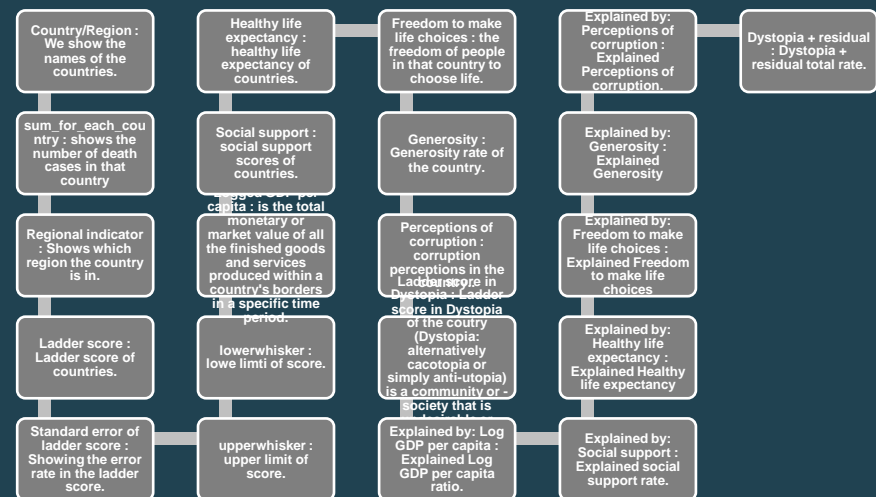 Country/Region :
We show the
names of the
countries.
sum_for_each_cou
ntry : shows the
number of death
cases in that
country
Regional indicator
: Shows which
region the country
is in.
Ladder score :
Ladder score of
countries.
Standard error of
ladder score :
Showing the error
rate in the ladder
score.
upperwhisker :
upper limit of
score.
lowerwhisker :
lowe limti of score.
Logged GDP per
capita : is the total
monetary or
market value of all
the finished goods
and services
produced within a
country's borders
in a specific time
period.
Social support :
social support
scores of
countries.
Healthy life
expectancy :
healthy life
expectancy of
countries.
Freedom to make
life choices : the
freedom of people
in that country to
choose life.
Generosity :
Generosity rate of
the country.
Perceptions of
corruption :
corruption
perceptions in the
Ladder score in
Dystopia : Ladder
score in Dystopia
of the coutry
(Dystopia:
alternatively
cacotopia or
simply anti-utopia)
is a community or -
society that is
Explained by: Log
GDP per capita :
Explained Log
GDP per capita
ratio.
Explained by:
Social support :
Explained social
support rate.
Explained by:
Healthy life
expectancy :
Explained Healthy
life expectancy
Explained by:
Freedom to make
life choices :
Explained Freedom
to make life
choices
Explained by:
Generosity :
Explained
Generosity
Explained by:
Perceptions of
corruption :
Explained
Perceptions of
corruption.
Dystopia + residual
: Dystopia +
residual total rate.